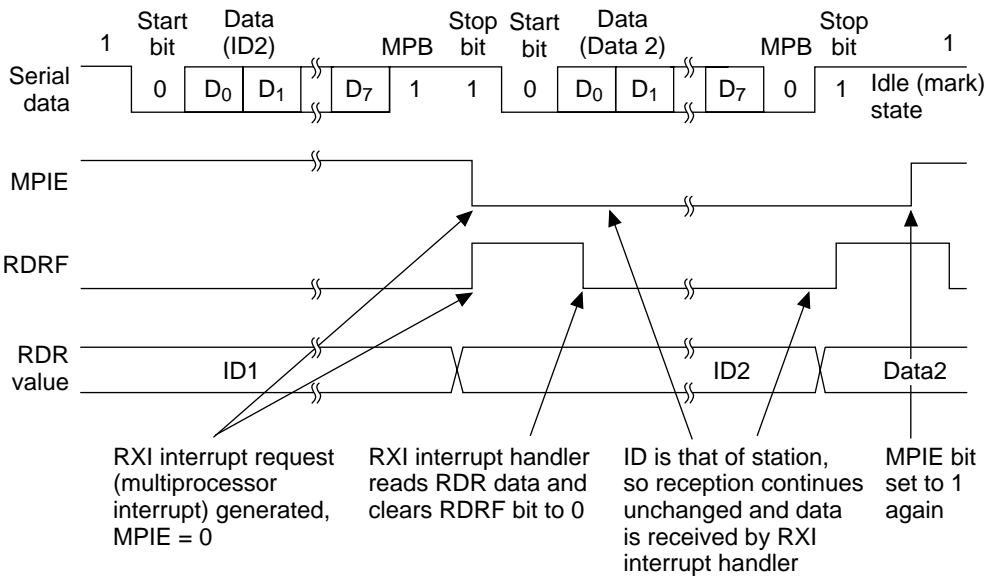 Start Data Stop Start Data Stop
1 bit (ID2) MPB bit bit (Data 2) MPB bit 1
Serial data
0 D0 D1 D7 1 1 0 D0 D1 D7 0 1 Idle (mark) state
MPIE
RDRF
RDR value
ID1 ID2 Data2
RXI interrupt request
(multiprocessor
interrupt) generated,
MPIE = 0
RXI interrupt handler
reads RDR data and
clears RDRF bit to 0
ID is that of station,
so reception continues
unchanged and data
is received by RXI
interrupt handler
MPIE bit
set to 1
again